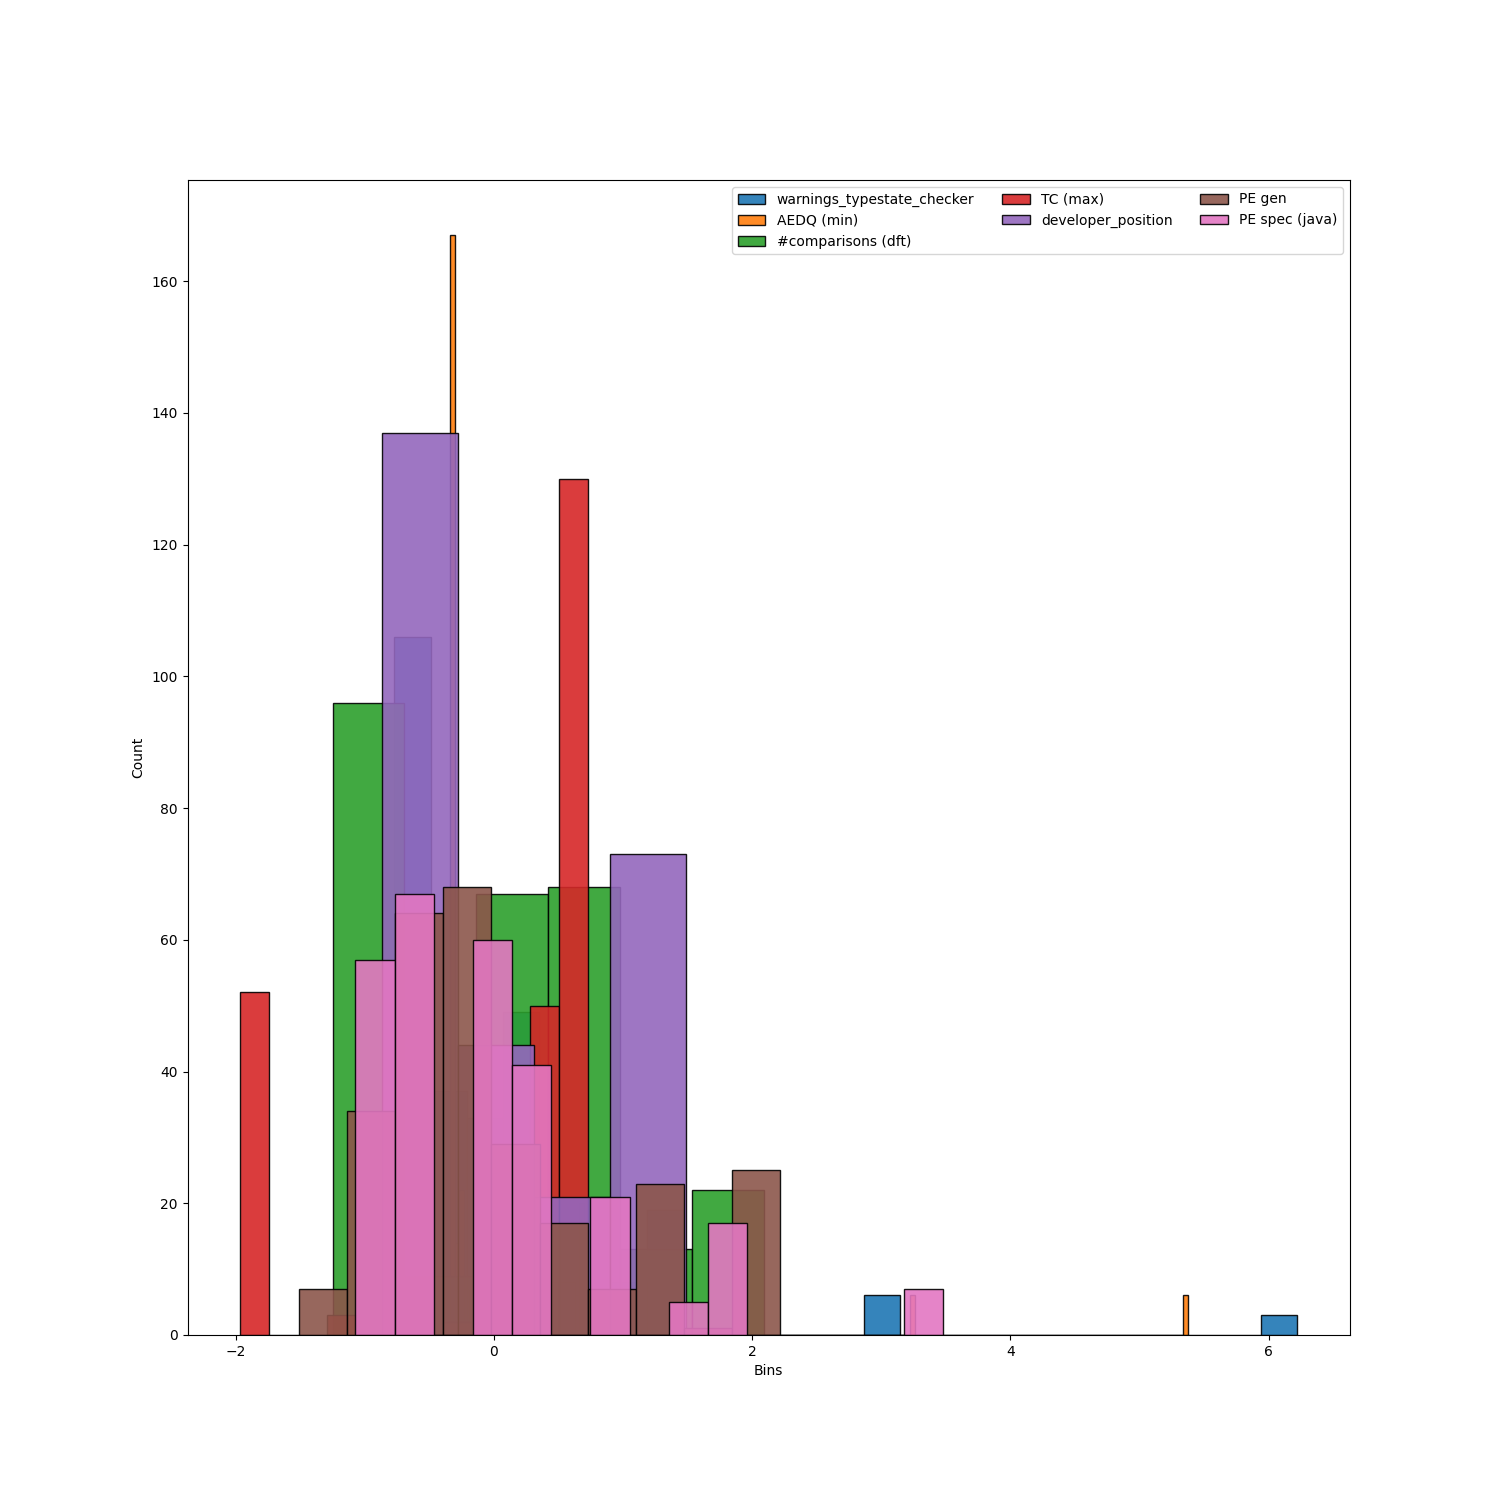 warnings_typestate_checker
AEDQ (min)
#comparisons (dft)
TC (max)
developer_position
PE gen
PE spec (java)
160
140
120
100
80
60
40
20
0
Count
−2
0
2
4
6
Bins